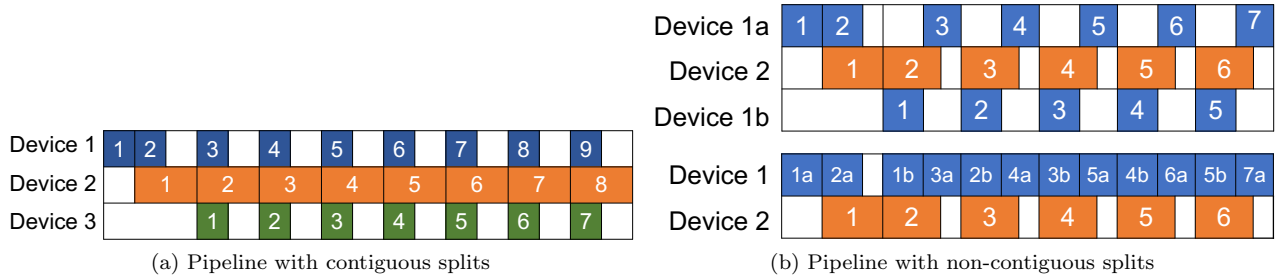 Device 1 1 2 3 4 5 6 7 8 9
Device 2 1 2 3 4 5 6 7 8
Device 3 1 2 3 4 5 6 7
(a) Pipeline with contiguous splits
Device 1a 1 2 3 4 5 6 7
Device 2 1 2 3 4 5 6
Device 1b 1 2 3 4 5
Device 1 1a 2a 1b 3a 2b 4a 3b 5a 4b 6a 5b 7a
Device 2 1 2 3 4 5 6
(b) Pipeline with non-contiguous splits